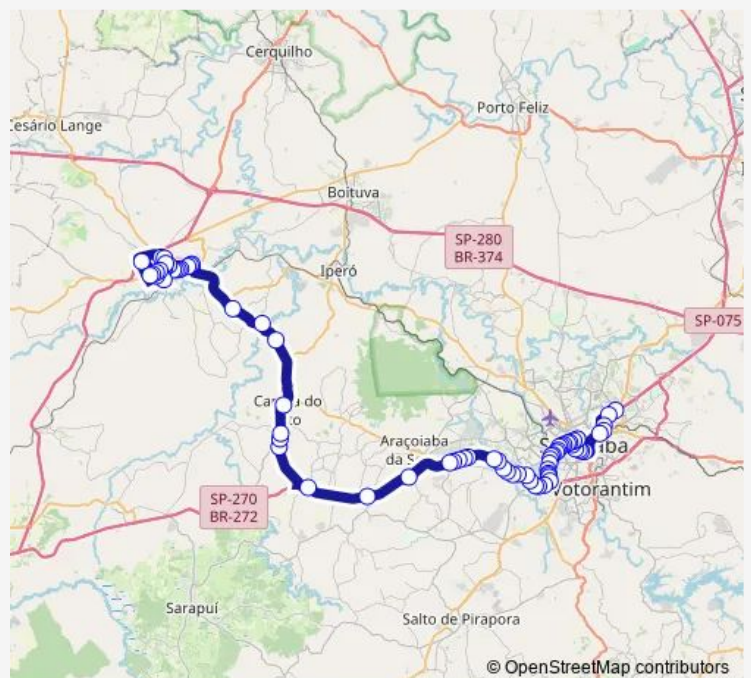 Cerquilho
Porto Feliz
Cesário Lange
Boituva
SP-280
BR-374
Iperó
SP-075
Araçoiaba
da S
SP-270
BR-272
Votorantim
Sarapuí
Salto de Pirapora
© OpenStreetMap contributors